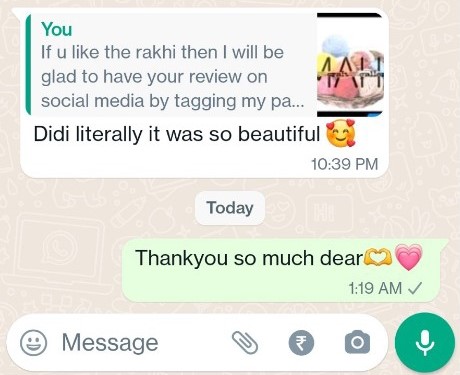 You
If u like the rakhi then I will be
glad to have your review on
social media by tagging my pa...
Didi literally it was so beautiful 🥰
10:39 PM
Today
Thankyou so much dear🫶💗
1:19 AM
Message